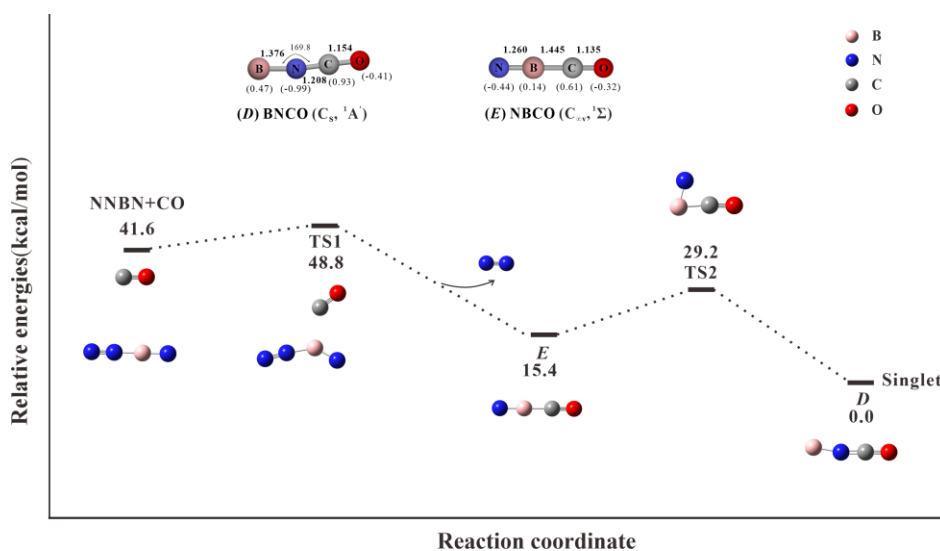 1.376 169.8 1.154
B N C O
1.208
(0.47) (-0.99) (0.93) (-0.41)
(D) BNCO (Cs, ¹A')
1.260 1.445 1.135
N B C O
(-0.44) (0.14) (0.61) (-0.32)
(E) NBCO (C∞v, ¹Σ)
B
N
C
O
Relative energies(kcal/mol)
NNBN+CO
41.6
TS1
48.8
E
15.4
29.2
TS2
Singlet
D
0.0
Reaction coordinate